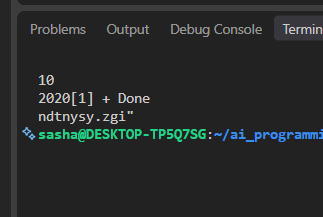 Problems Output Debug Console Termin
10
2020[1] + Done
ndtnysy.zgi"
sasha@DESKTOP-TP5Q7SG:~/ai_programmi